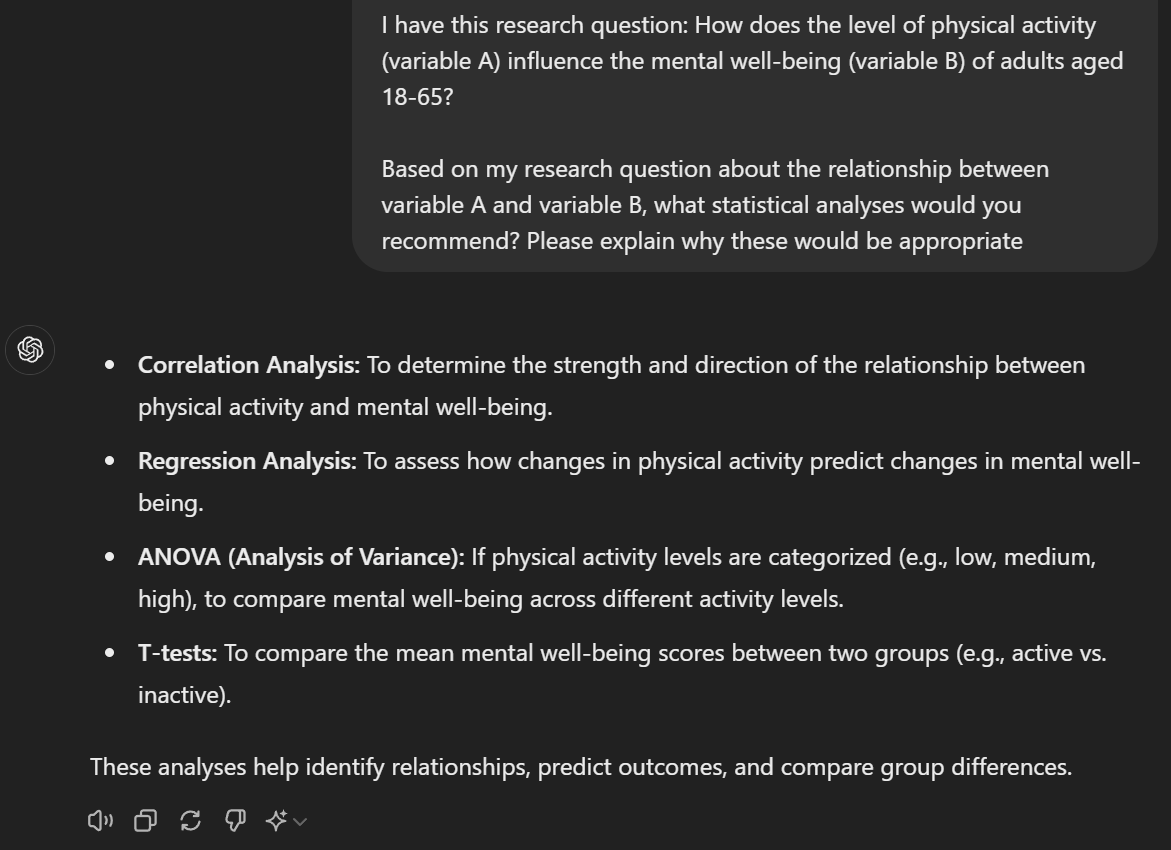 I have this research question: How does the level of physical activity
(variable A) influence the mental well-being (variable B) of adults aged
18-65?
Based on my research question about the relationship between
variable A and variable B, what statistical analyses would you
recommend? Please explain why these would be appropriate
• Correlation Analysis: To determine the strength and direction of the relationship between
physical activity and mental well-being.
• Regression Analysis: To assess how changes in physical activity predict changes in mental well-
being.
• ANOVA (Analysis of Variance): If physical activity levels are categorized (e.g., low, medium,
high), to compare mental well-being across different activity levels.
• T-tests: To compare the mean mental well-being scores between two groups (e.g., active vs.
inactive).
These analyses help identify relationships, predict outcomes, and compare group differences.